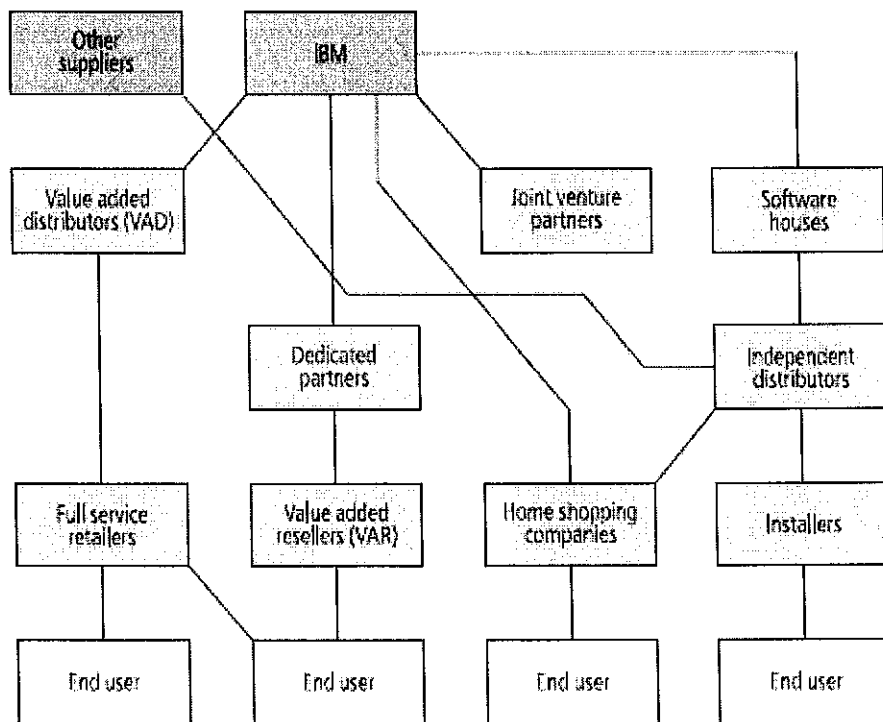 Other
suppliers
IBM
Value added
distributors (VAD)
Joint venture
partners
Software
houses
Dedicated
partners
Independent
distributors
Full service
retailers
Value added
resellers (VAR)
Home shopping
companies
Installers
End user
End user
End user
End user